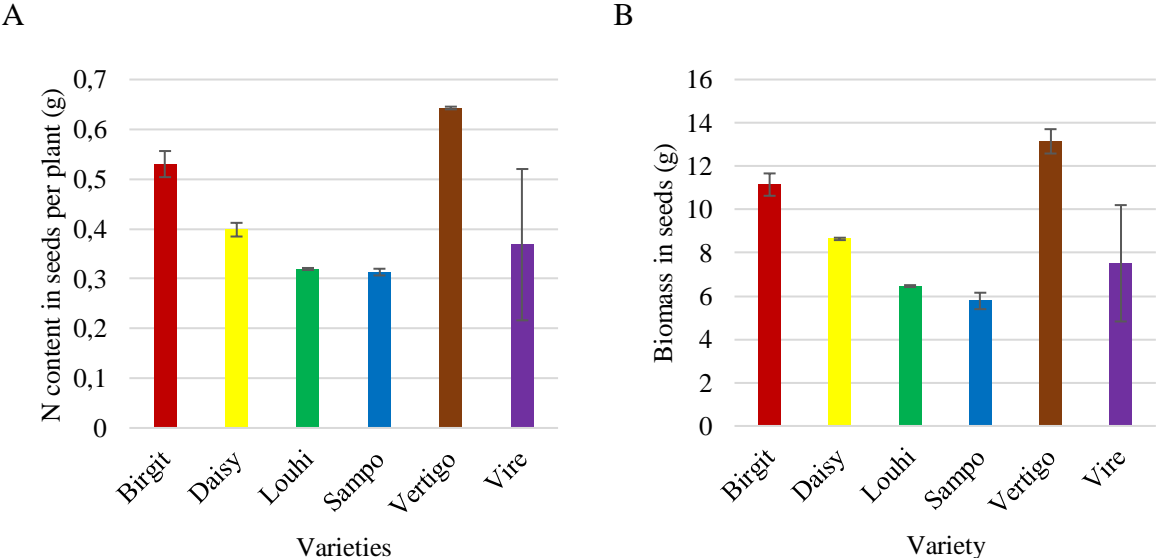 A
N content in seeds per plant (g)
0,7
0,6
0,5
0,4
0,3
0,2
0,1
0
Birgit
Daisy
Louhi
Sampo
Vertigo
Vire
Varieties
B
Biomass in seeds (g)
16
14
12
10
8
6
4
2
0
Birgit
Daisy
Louhi
Sampo
Vertigo
Vire
Variety